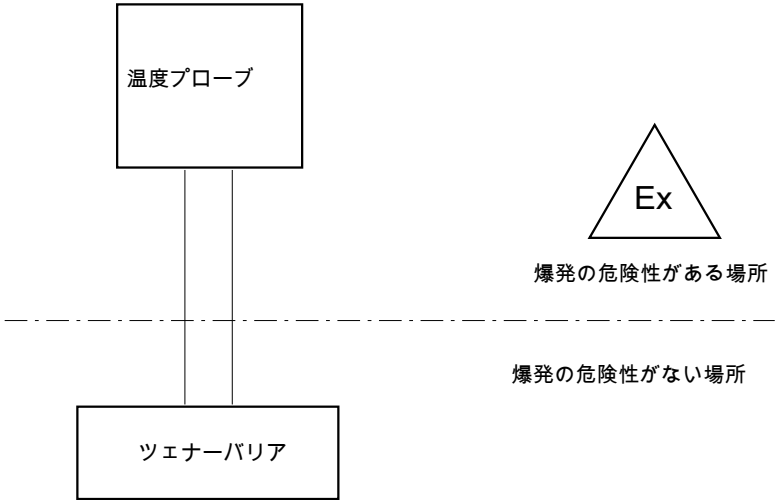 温度プローブ
Ex
爆発の危険性がある場所
爆発の危険性がない場所
ツェナーバリア